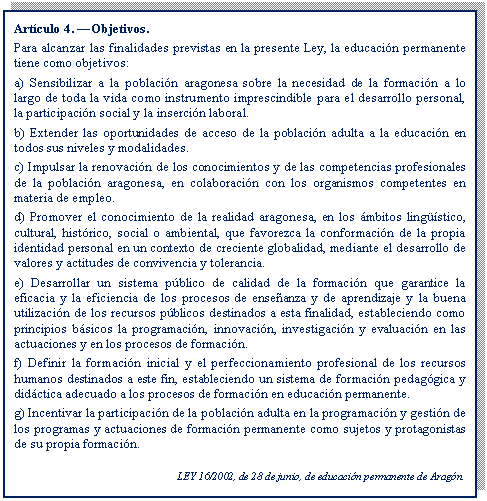 Artículo 4. —Objetivos.
Para alcanzar las finalidades previstas en la presente Ley, la educación permanente
tiene como objetivos:
a) Sensibilizar a la población aragonesa sobre la necesidad de la formación a lo
largo de toda la vida como instrumento imprescindible para el desarrollo personal,
la participación social y la inserción laboral.
b) Extender las oportunidades de acceso de la población adulta a la educación en
todos sus niveles y modalidades.
c) Impulsar la renovación de los conocimientos y de las competencias profesionales
de la población aragonesa, en colaboración con los organismos competentes en
materia de empleo.
d) Promover el conocimiento de la realidad aragonesa, en los ámbitos lingüístico,
cultural, histórico, social o ambiental, que favorezca la conformación de la propia
identidad personal en un contexto de creciente globalidad, mediante el desarrollo de
valores y actitudes de convivencia y tolerancia.
e) Desarrollar un sistema público de calidad de la formación que garantice la
eficacia y la eficiencia de los procesos de enseñanza y de aprendizaje y la buena
utilización de los recursos públicos destinados a esta finalidad, estableciendo como
principios básicos la programación, innovación, investigación y evaluación en las
actuaciones y en los procesos de formación.
f) Definir la formación inicial y el perfeccionamiento profesional de los recursos
humanos destinados a este fin, estableciendo un sistema de formación pedagógica y
didáctica adecuado a los procesos de formación en educación permanente.
g) Incentivar la participación de la población adulta en la programación y gestión de
los programas y actuaciones de formación permanente como sujetos y protagonistas
de su propia formación.
LEY 16/2002, de 28 de junio, de educación permanente de Aragón